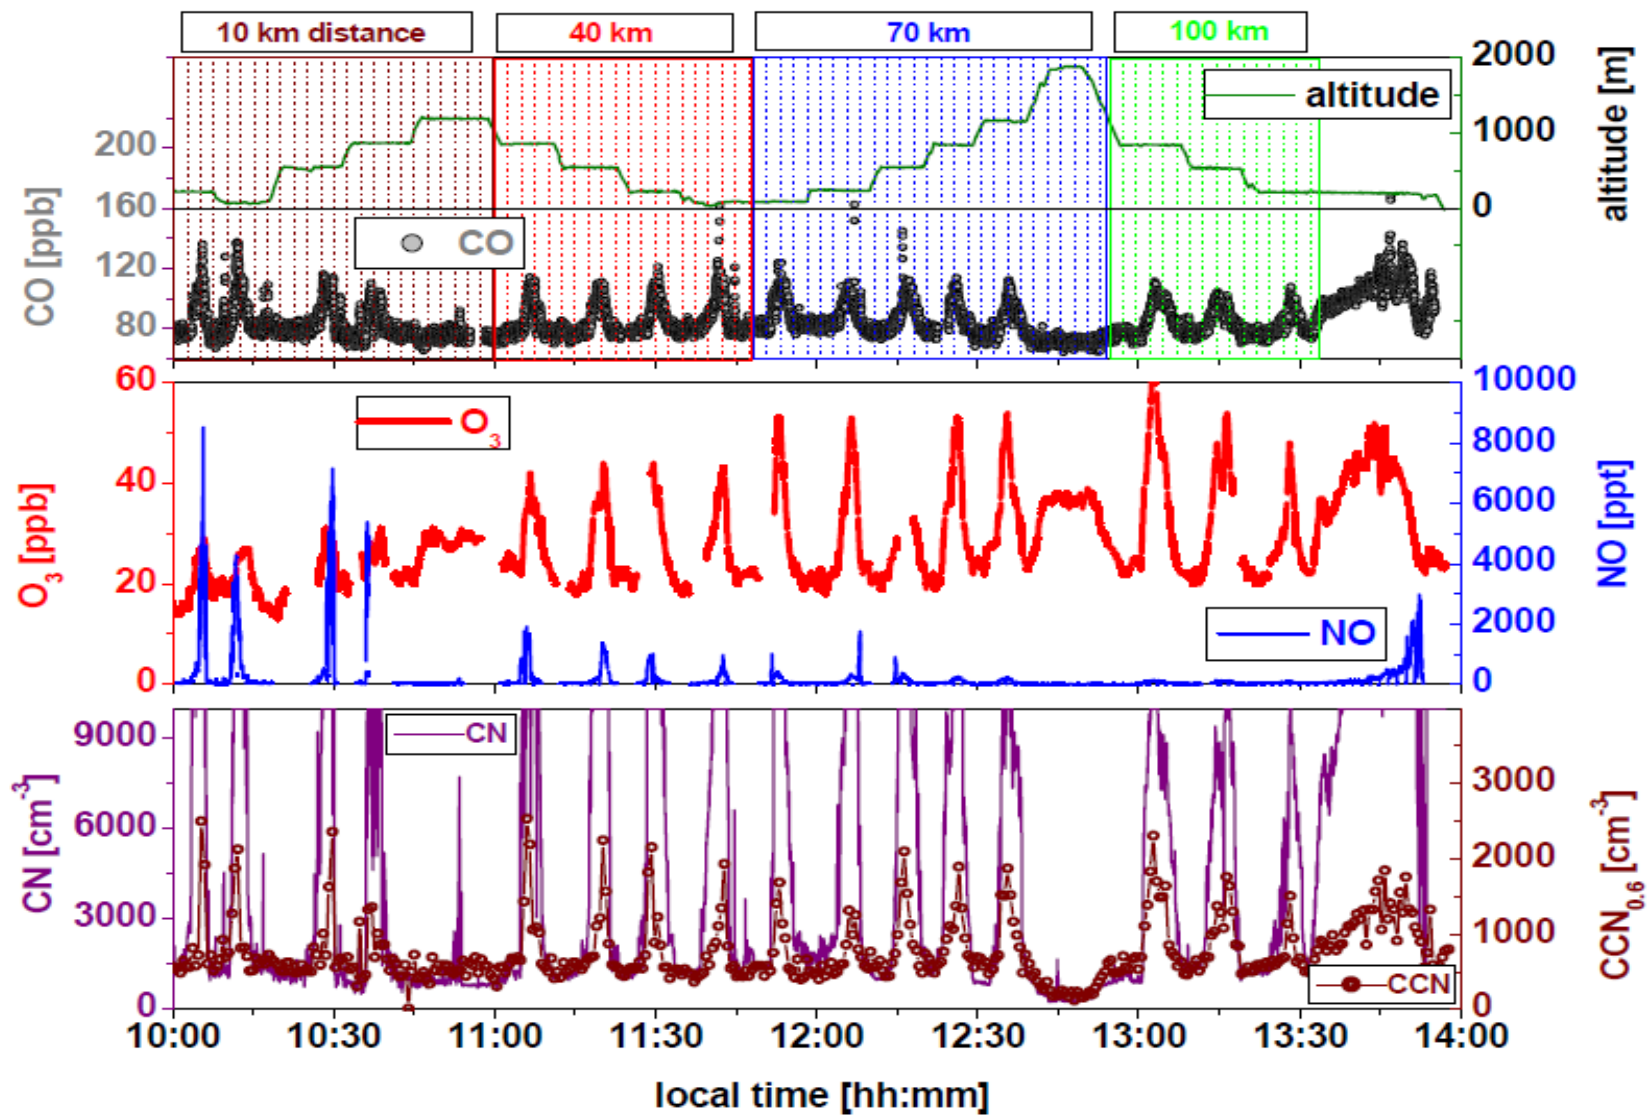 10 km distance 40 km 70 km 100 km
2000
altitude
200 1000
160 0
CO
120
80
CO [ppb]
altitude [m]
60 10000
O3
8000
40 6000
4000
20
NO
2000
0 0
O3 [ppb]
NO [ppt]
9000 CN
3000
6000
2000
3000 1000
CCN
0 0
CN [cm-3]
CCN0.6 [cm-3]
10:00 10:30 11:00 11:30 12:00 12:30 13:00 13:30 14:00
local time [hh:mm]